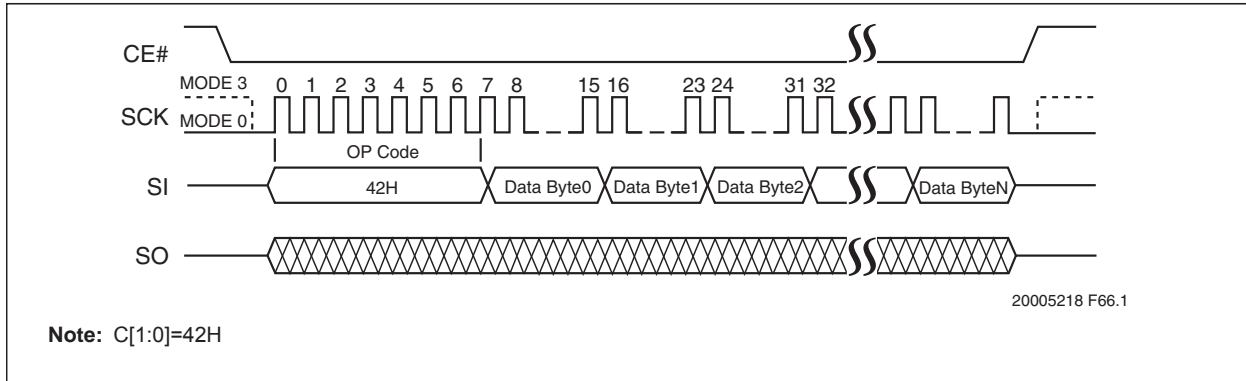 CE#
MODE 3 0 1 2 3 4 5 6 7 8 15 16 23 24 31 32
SCK MODE 0
OP Code
SI 42H Data Byte0 Data Byte1 Data Byte2 Data ByteN
SO
20005218 F66.1
Note: C[1:0]=42H